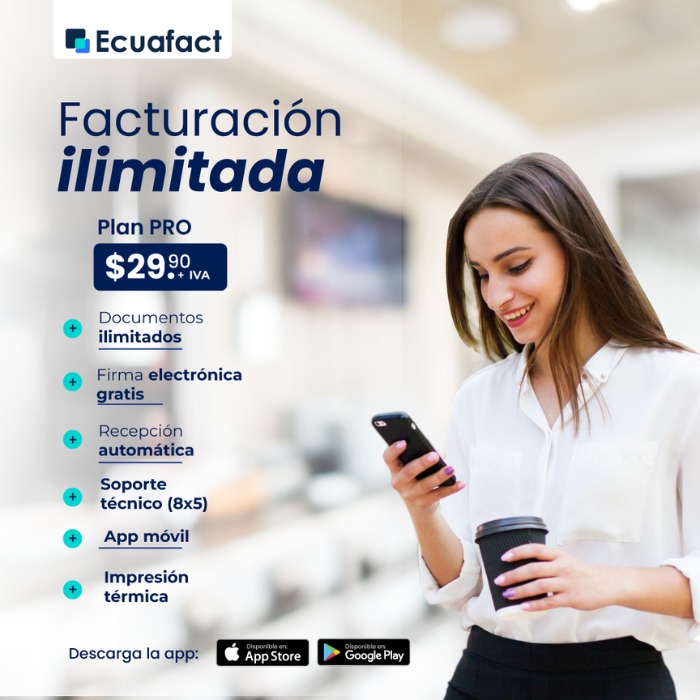 Ecuafact
Facturación
ilimitada
Plan PRO
$29.90
+ IVA
+ Documentos
ilimitados
+ Firma electrónica
gratis
+ Recepción
automática
+ Soporte
técnico (8x5)
+ App móvil
+ Impresión
térmica
Descarga la app:
Disponible en:
App Store
Disponible en:
Google Play